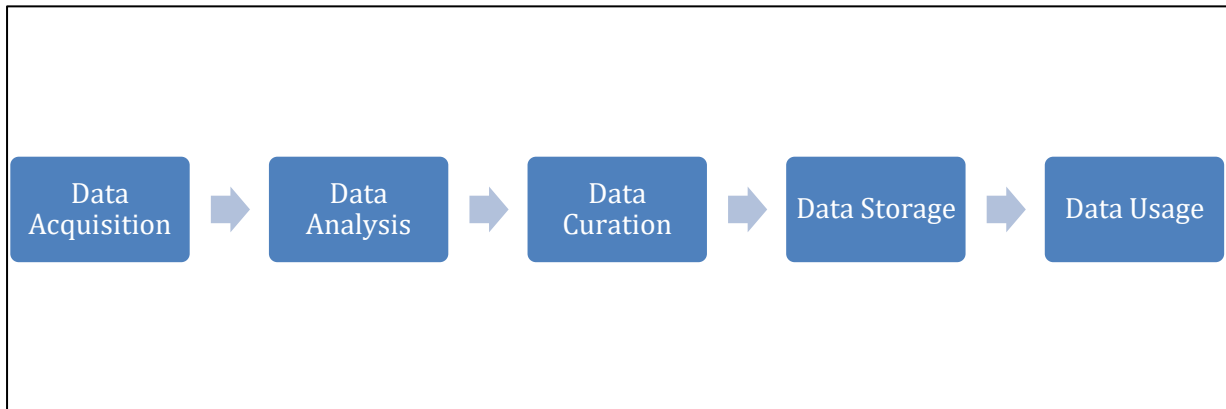 Data
Acquisition
Data
Analysis
Data
Curation
Data Storage
Data Usage